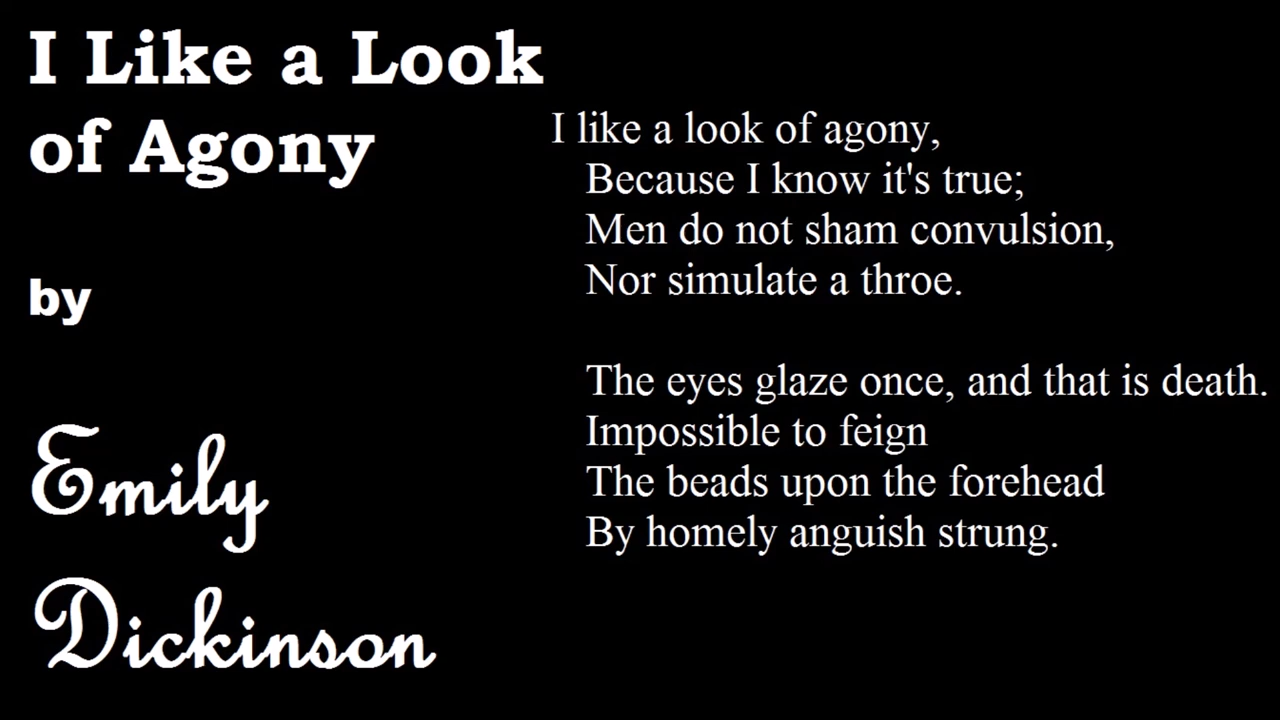 I Like a Look
of Agony
by
Emily
Dickinson
I like a look of agony,
Because I know it's true;
Men do not sham convulsion,
Nor simulate a throe.
The eyes glaze once, and that is death.
Impossible to feign
The beads upon the forehead
By homely anguish strung.